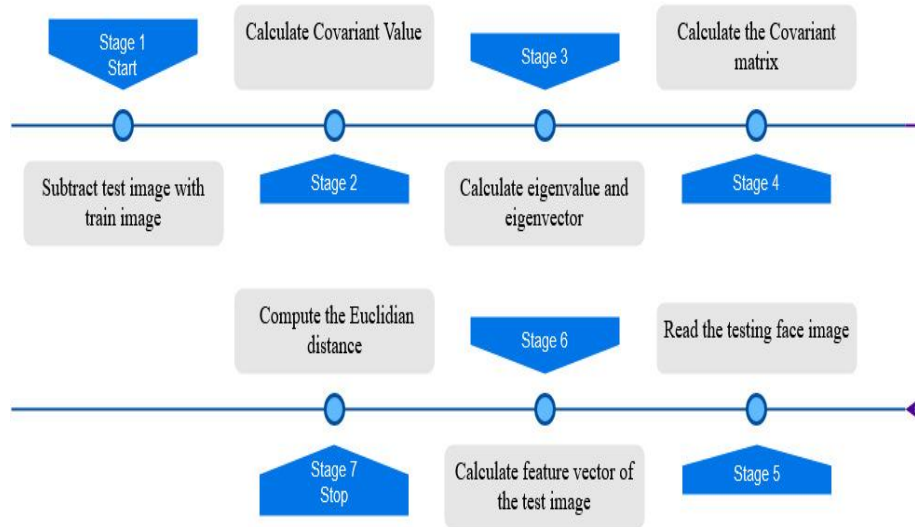 Stage 1
Start
Calculate Covariant Value
Stage 3
Calculate the Covariant
matrix
Subtract test image with
train image
Stage 2
Calculate eigenvalue and
eigenvector
Stage 4
Compute the Euclidian
distance
Stage 6
Read the testing face image
Stage 7
Stop
Calculate feature vector of
the test image
Stage 5